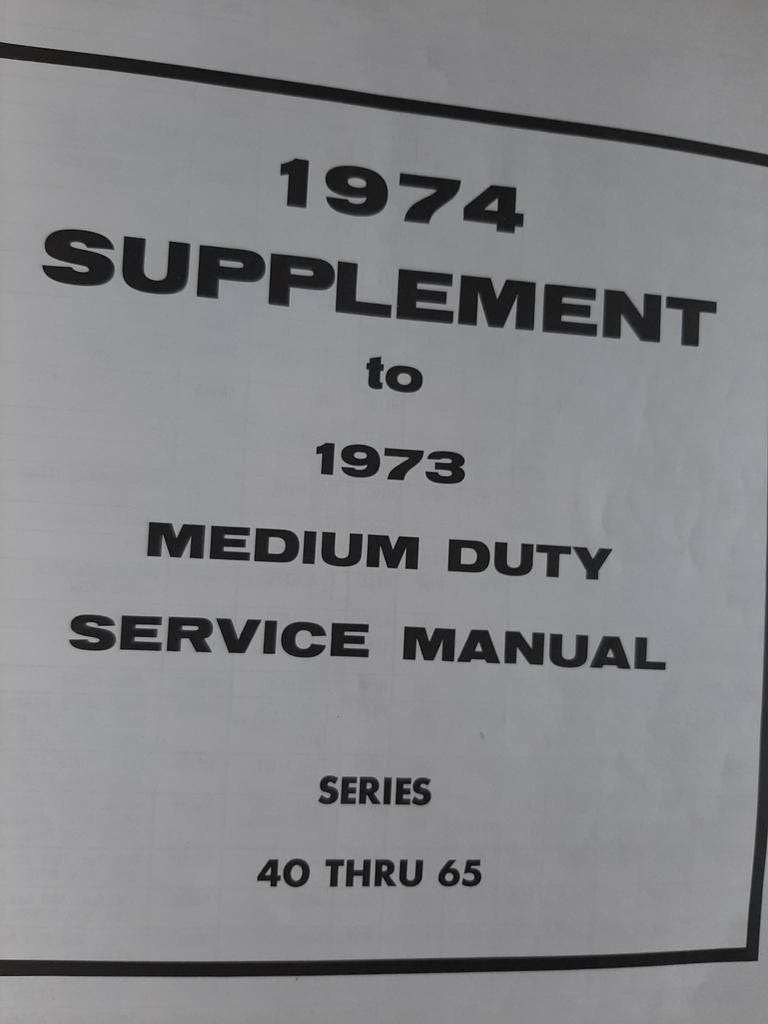 1974
SUPPLEMENT
to
1973
MEDIUM DUTY
SERVICE MANUAL
SERIES
40 THRU 65